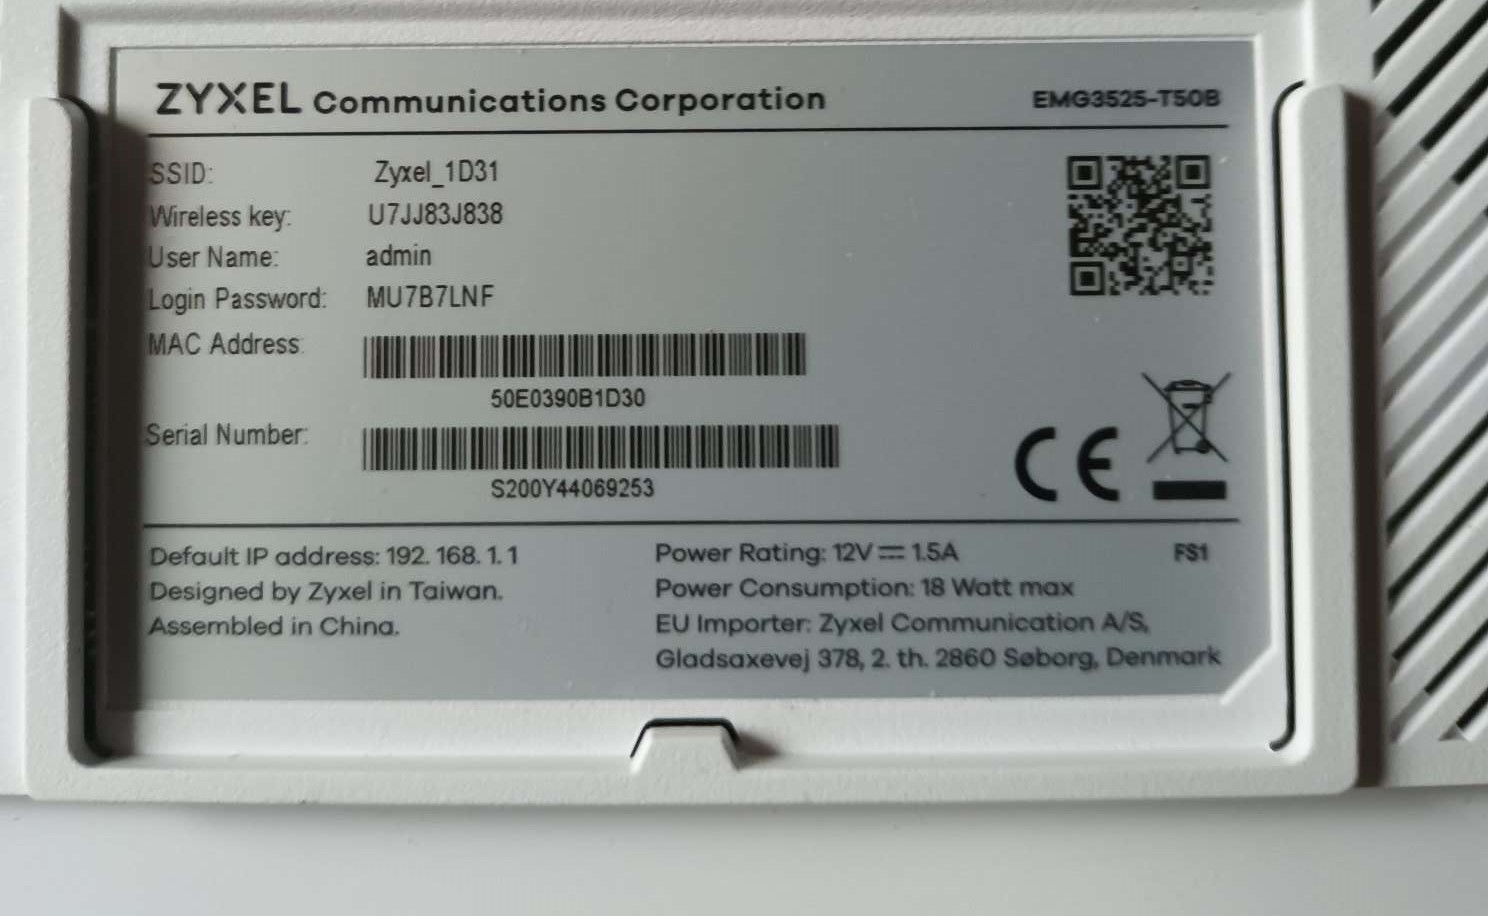 ZYXEL Communications Corporation EMG3525-T50B
SSID: Zyxel_1D31
Wireless key: U7JJ83J838
User Name: admin
Login Password: MU7B7LNF
MAC Address:
50E0390B1D30
Serial Number:
S200Y44069253
CE
Default IP address: 192. 168. 1. 1
Designed by Zyxel in Taiwan.
Assembled in China.
Power Rating: 12V⎓1.5A FS1
Power Consumption: 18 Watt max
EU Importer: Zyxel Communication A/S,
Gladsaxevej 378, 2. th. 2860 Søborg, Denmark